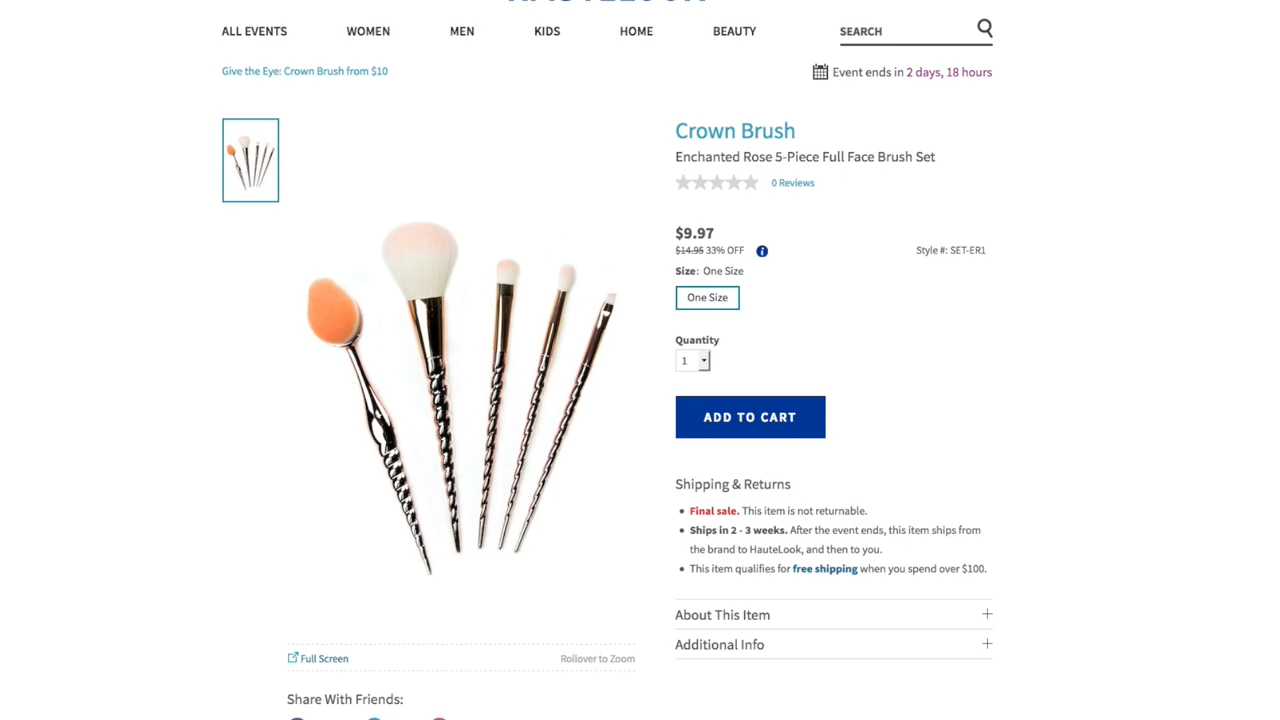 ALL EVENTS WOMEN MEN KIDS HOME BEAUTY SEARCH
Give the Eye: Crown Brush from $10
Event ends in 2 days, 18 hours
Crown Brush
Enchanted Rose 5-Piece Full Face Brush Set
0 Reviews
$9.97
$14.95 33% OFF
Style #: SET-ER1
Size: One Size
One Size
Quantity
1
ADD TO CART
Shipping & Returns
Final sale. This item is not returnable.
Ships in 2 - 3 weeks. After the event ends, this item ships from
the brand to HauteLook, and then to you.
This item qualifies for free shipping when you spend over $100.
About This Item
Additional Info
Full Screen
Rollover to Zoom
Share With Friends: